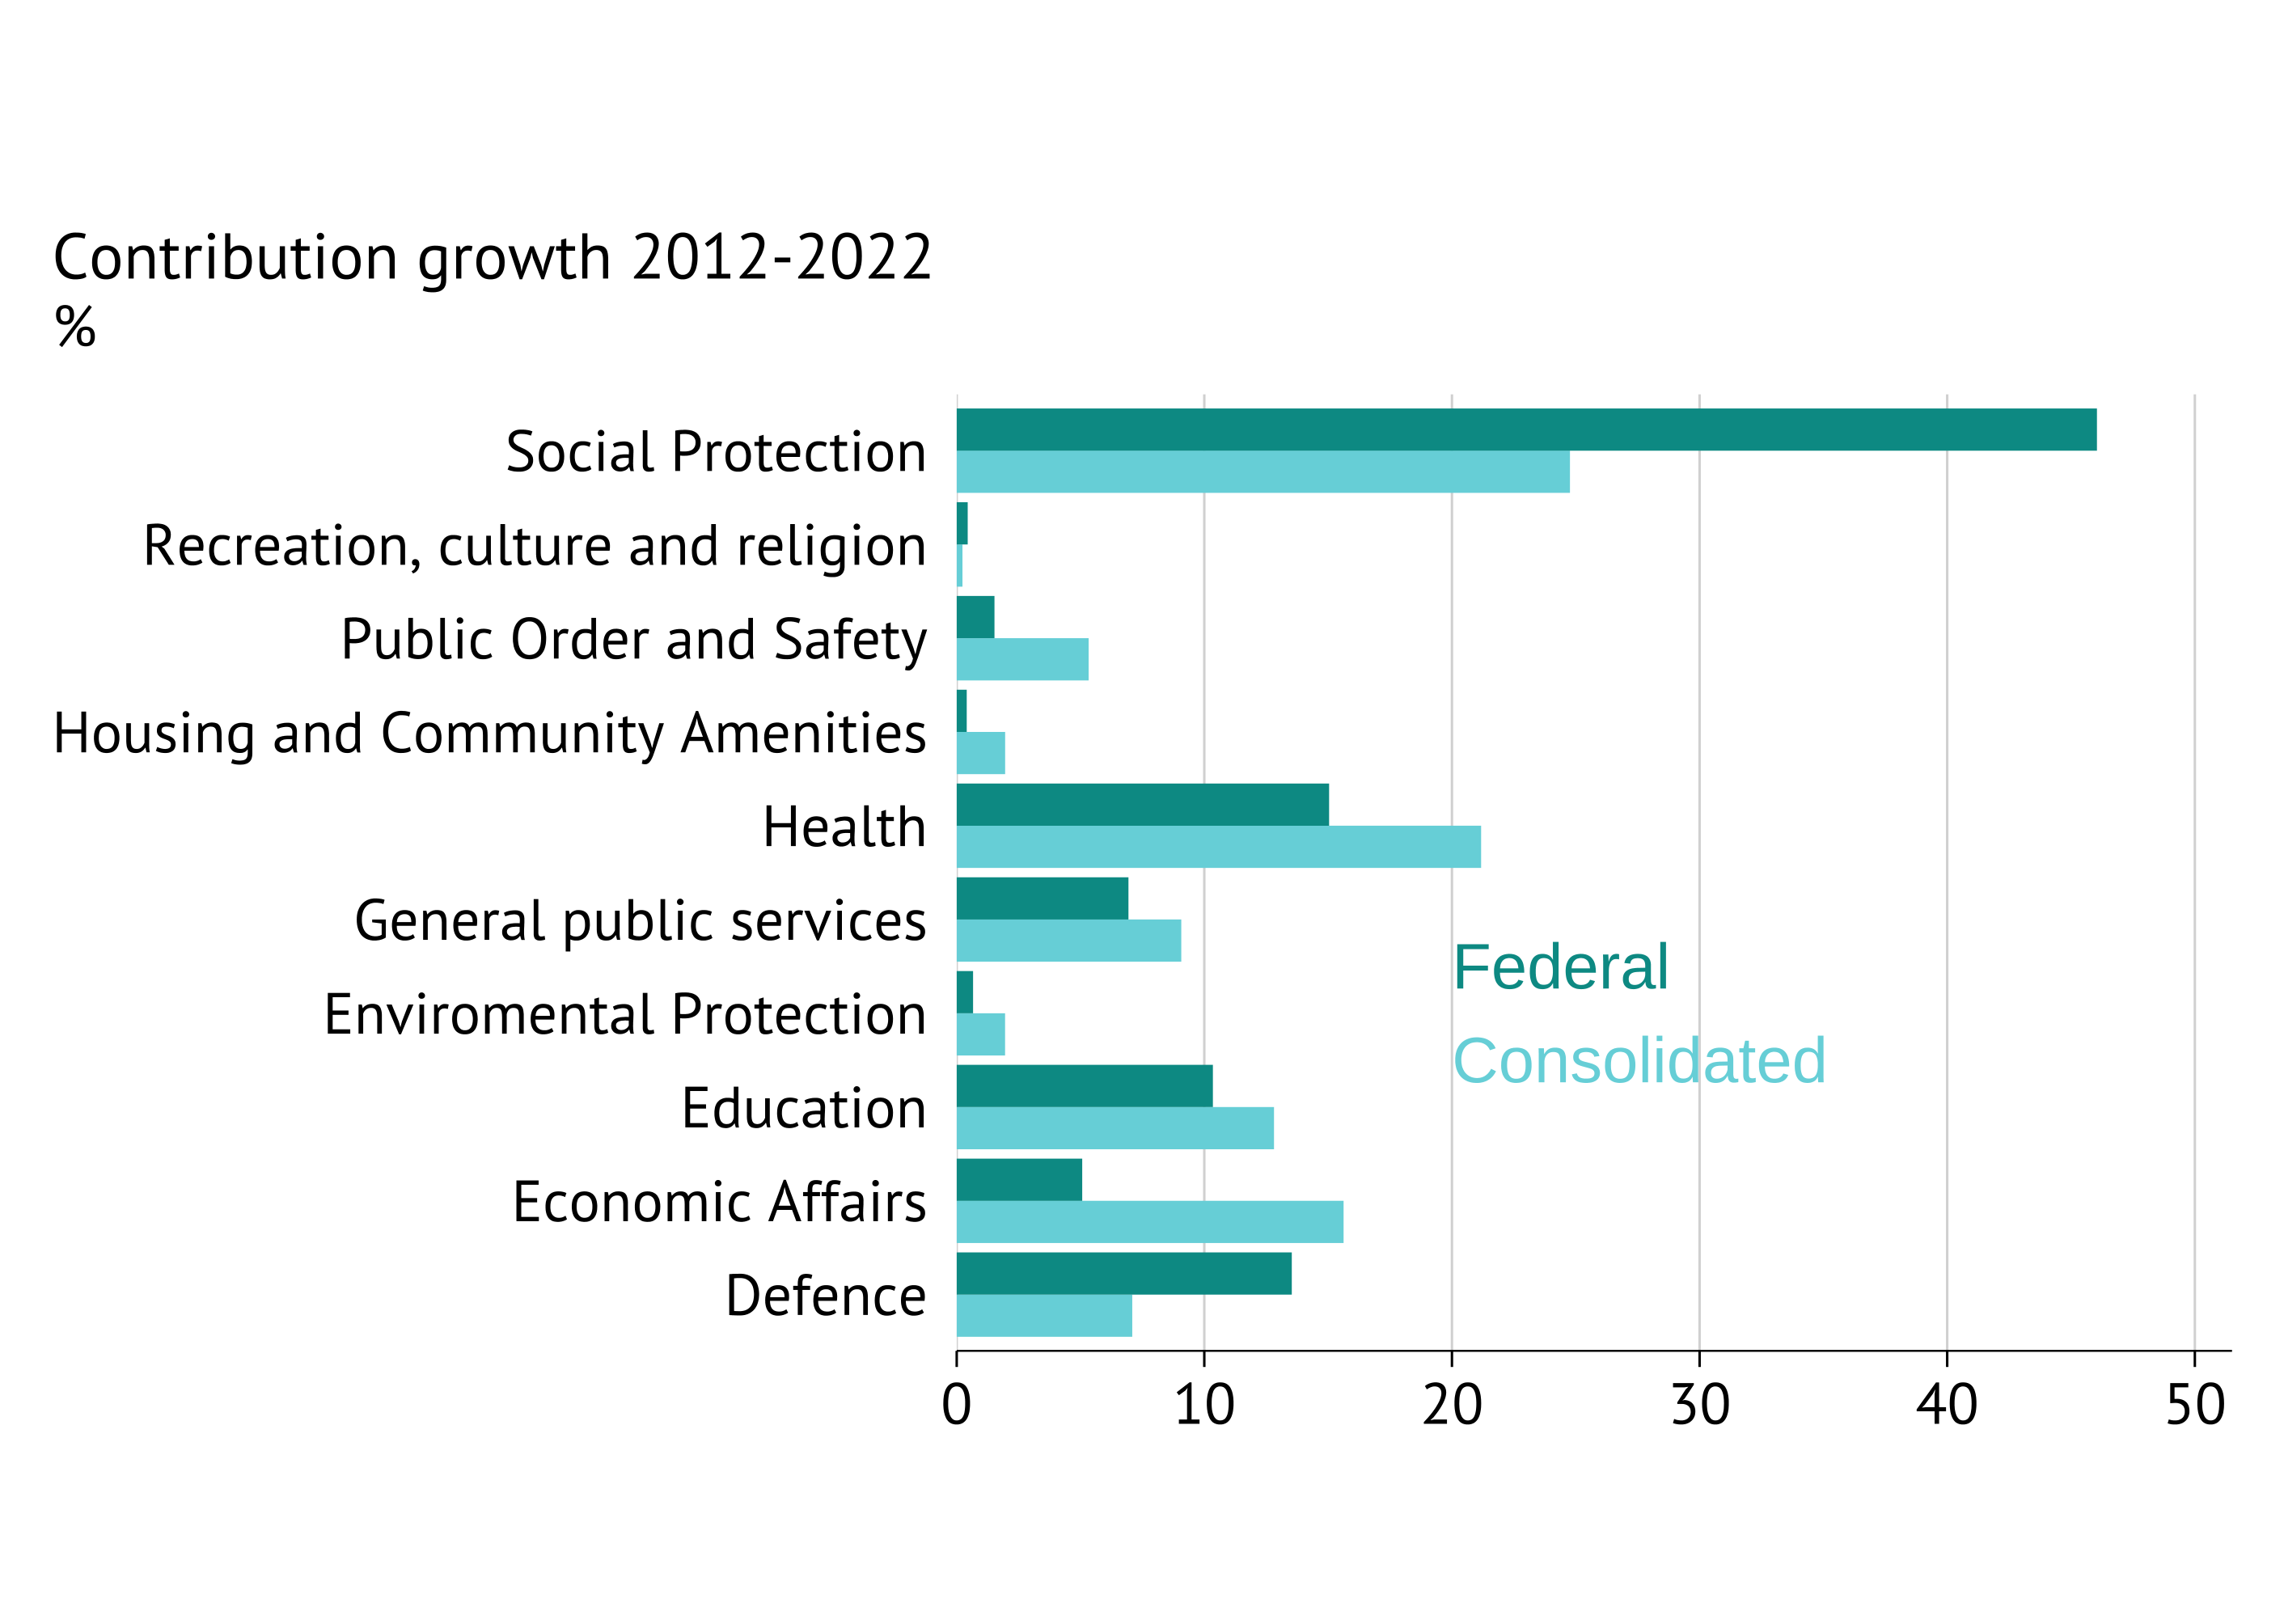 Contribution growth 2012-2022
%
Social Protection
Recreation, culture and religion
Public Order and Safety
Housing and Community Amenities
Health
General public services
Federal
Enviromental Protection
Consolidated
Education
Economic Affairs
Defence
0 10 20 30 40 50